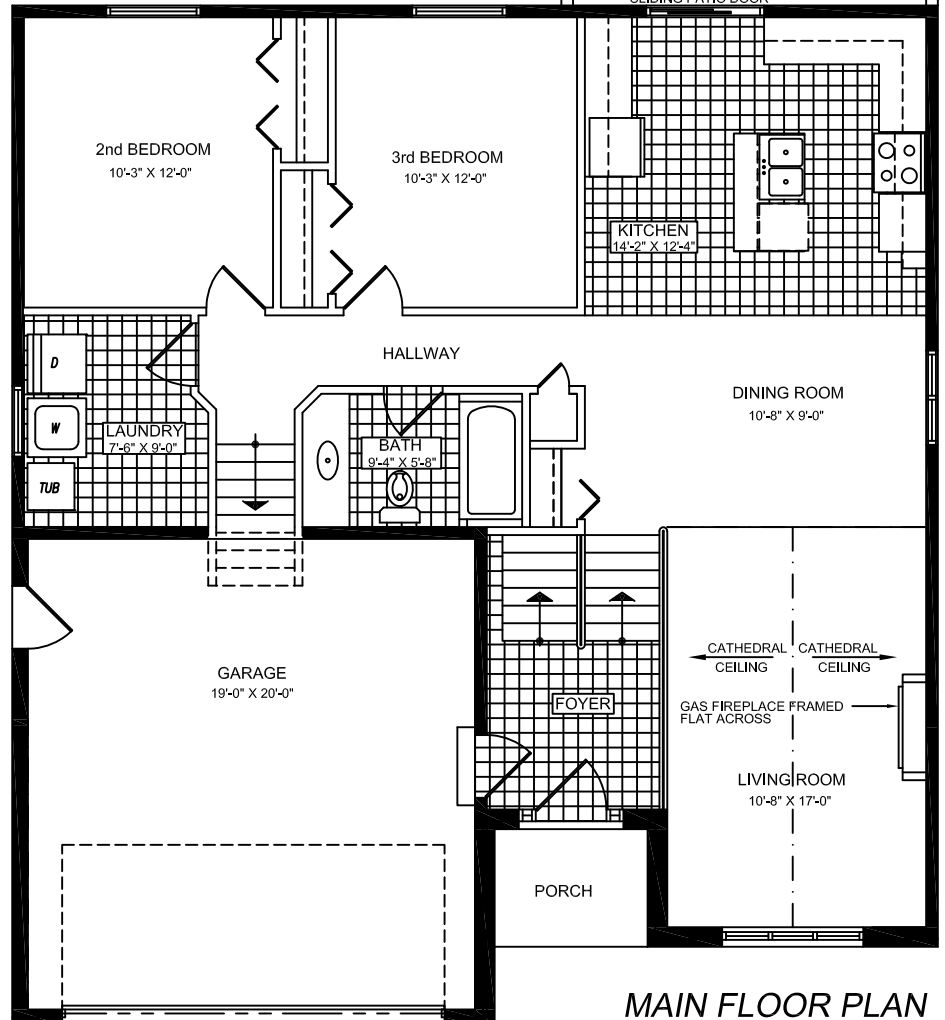 SLIDING PATIO DOOR
2nd BEDROOM
10'-3" X 12'-0"
3rd BEDROOM
10'-3" X 12'-0"
KITCHEN
14'-2" X 12'-4"
HALLWAY
D
W
TUB
LAUNDRY
7'-6" X 9'-0"
BATH
9'-4" X 5'-8"
DINING ROOM
10'-8" X 9'-0"
GARAGE
19'-0" X 20'-0"
FOYER
CATHEDRAL
CEILING
CATHEDRAL
CEILING
GAS FIREPLACE FRAMED
FLAT ACROSS
LIVING ROOM
10'-8" X 17'-0"
PORCH
MAIN FLOOR PLAN